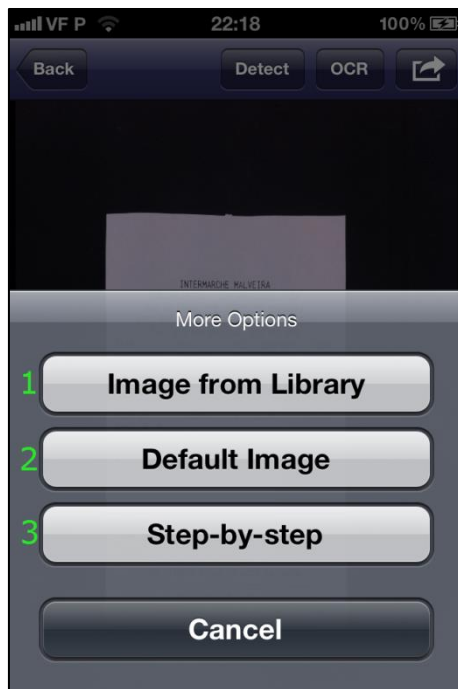 VF P 22:18 100%
Back Detect OCR
INTERMARCHE MALVEIRA
More Options
1 Image from Library
2 Default Image
3 Step-by-step
Cancel